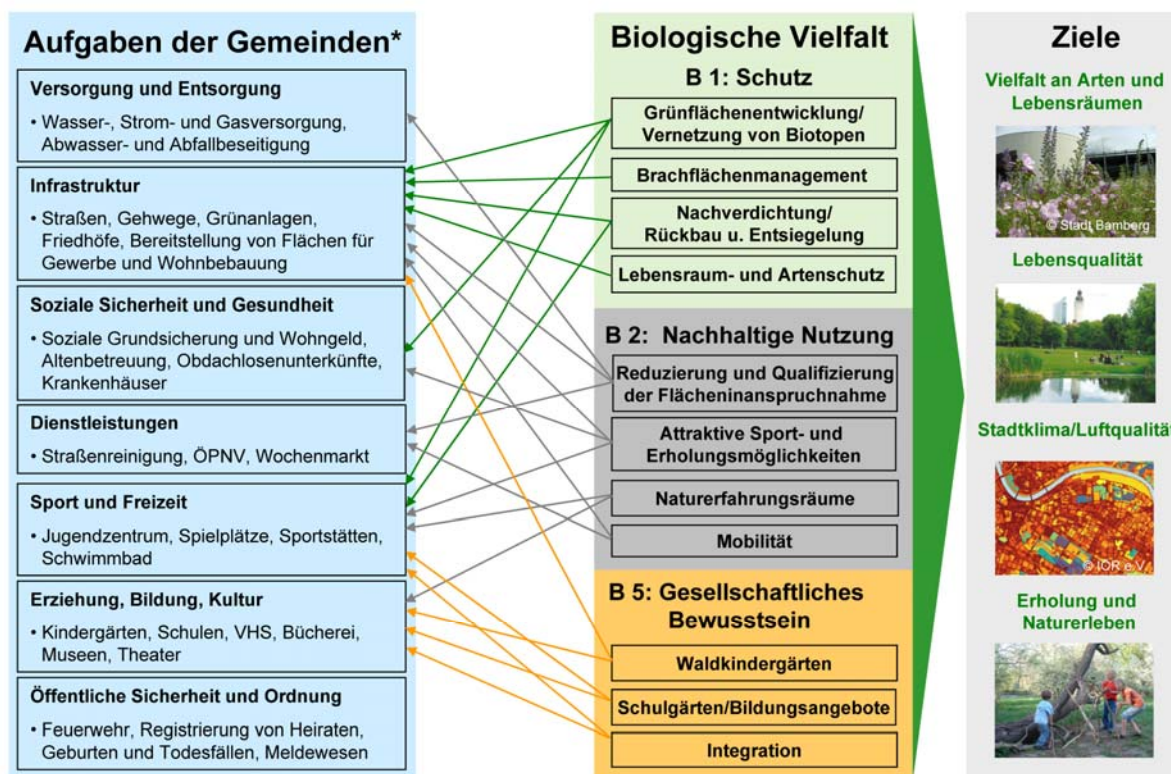 Aufgaben der Gemeinden*
Versorgung und Entsorgung
• Wasser-, Strom- und Gasversorgung,
Abwasser- und Abfallbeseitigung
Infrastruktur
• Straßen, Gehwege, Grünanlagen,
Friedhöfe, Bereitstellung von Flächen für
Gewerbe und Wohnbebauung
Soziale Sicherheit und Gesundheit
• Soziale Grundsicherung und Wohngeld,
Altenbetreuung, Obdachlosenunterkünfte,
Krankenhäuser
Dienstleistungen
• Straßenreinigung, ÖPNV, Wochenmarkt
Sport und Freizeit
• Jugendzentrum, Spielplätze, Sportstätten,
Schwimmbad
Erziehung, Bildung, Kultur
• Kindergärten, Schulen, VHS, Bücherei,
Museen, Theater
Öffentliche Sicherheit und Ordnung
• Feuerwehr, Registrierung von Heiraten,
Geburten und Todesfällen, Meldewesen
Biologische Vielfalt
B 1: Schutz
Grünflächenentwicklung/
Vernetzung von Biotopen
Brachflächenmanagement
Nachverdichtung/
Rückbau u. Entsiegelung
Lebensraum- und Artenschutz
B 2: Nachhaltige Nutzung
Reduzierung und Qualifizierung
der Flächeninanspruchnahme
Attraktive Sport- und
Erholungsmöglichkeiten
Naturerfahrungsräume
Mobilität
B 5: Gesellschaftliches
Bewusstsein
Waldkindergärten
Schulgärten/Bildungsangebote
Integration
Ziele
Vielfalt an Arten und
Lebensräumen
© Stadt Bamberg
Lebensqualität
Stadtklima/Luftqualität
© IÖR e.V.
Erholung und
Naturerleben